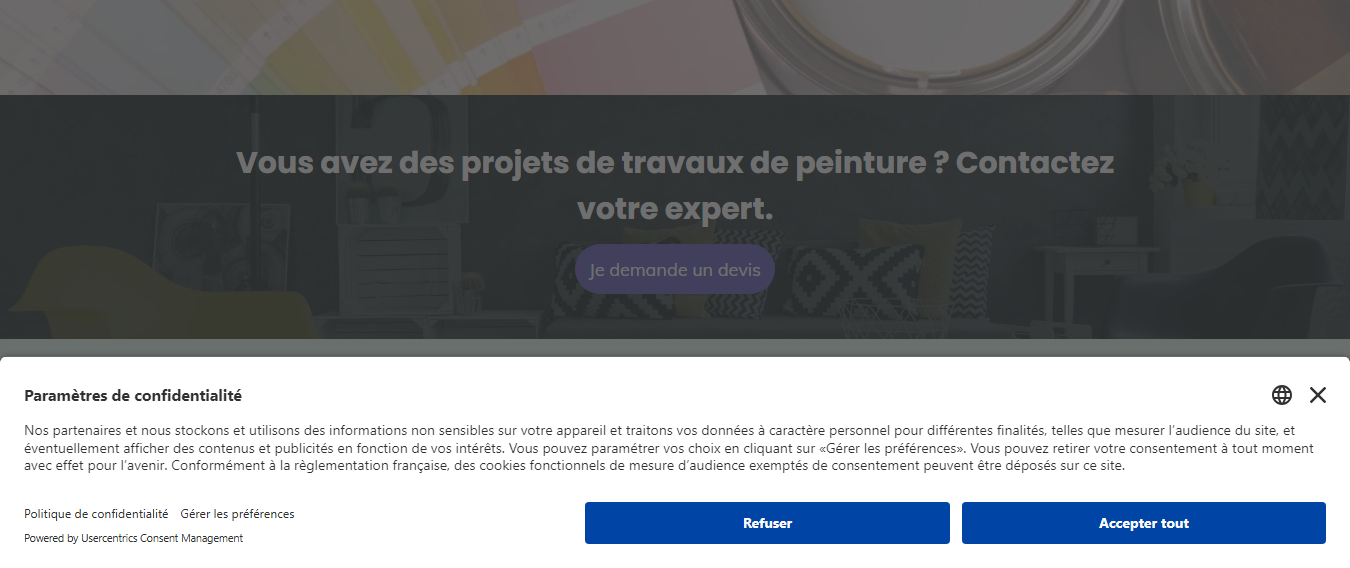 Vous avez des projets de travaux de peinture ? Contactez
votre expert.
Je demande un devis
Paramètres de confidentialité
Nos partenaires et nous stockons et utilisons des informations non sensibles sur votre appareil et traitons vos données à caractère personnel pour différentes finalités, telles que mesurer l'audience du site, et
éventuellement afficher des contenus et publicités en fonction de vos intérêts. Vous pouvez paramétrer vos choix en cliquant sur «Gérer les préférences». Vous pouvez retirer votre consentement à tout moment
avec effet pour l'avenir. Conformément à la règlementation française, des cookies fonctionnels de mesure d'audience exemptés de consentement peuvent être déposés sur ce site.
Politique de confidentialité Gérer les préférences
Powered by Usercentrics Consent Management
Refuser
Accepter tout